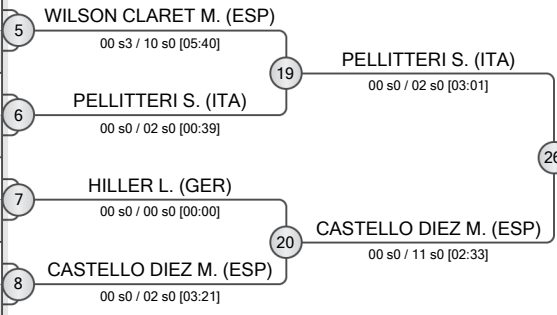 5
WILSON CLARET M. (ESP)
00 s3 / 10 s0 [05:40]
19
PELLITTERI S. (ITA)
00 s0 / 02 s0 [03:01]
6
PELLITTERI S. (ITA)
00 s0 / 02 s0 [00:39]
26
7
HILLER L. (GER)
00 s0 / 00 s0 [00:00]
20
CASTELLO DIEZ M. (ESP)
00 s0 / 11 s0 [02:33]
8
CASTELLO DIEZ M. (ESP)
00 s0 / 02 s0 [03:21]